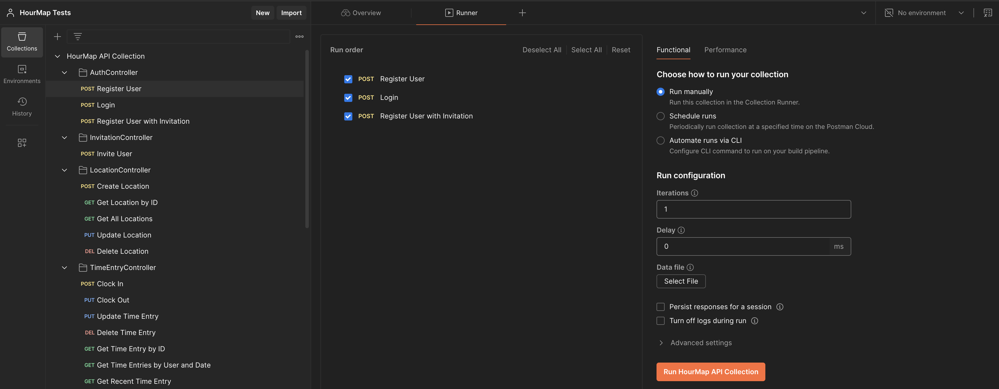 HourMap Tests
New
Import
Overview
Runner
No environment
Collections
Environments
History
HourMap API Collection
AuthController
POST Register User
POST Login
POST Register User with Invitation
InvitationController
POST Invite User
LocationController
POST Create Location
GET Get Location by ID
GET Get All Locations
PUT Update Location
DEL Delete Location
TimeEntryController
POST Clock In
PUT Clock Out
PUT Update Time Entry
DEL Delete Time Entry
GET Get Time Entry by ID
GET Get Time Entries by User and Date
GET Get Recent Time Entry
Run order
Deselect All
Select All
Reset
POST Register User
POST Login
POST Register User with Invitation
Functional
Performance
Choose how to run your collection
Run manually
Run this collection in the Collection Runner.
Schedule runs
Periodically run collection at a specified time on the Postman Cloud.
Automate runs via CLI
Configure CLI command to run on your build pipeline.
Run configuration
Iterations
1
Delay
0 ms
Data file
Select File
Persist responses for a session
Turn off logs during run
Advanced settings
Run HourMap API Collection